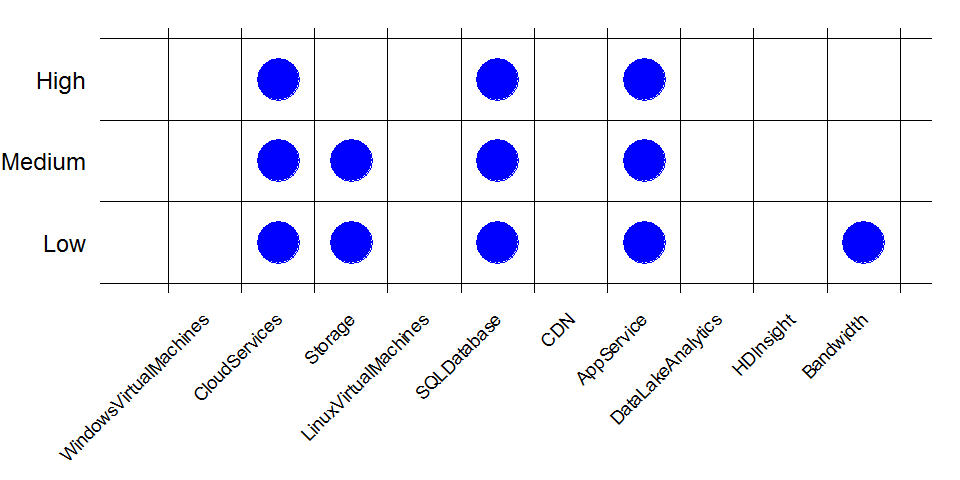 High
Medium
Low
WindowsVirtualMachines
CloudServices
Storage
LinuxVirtualMachines
SQLDatabase
CDN
AppService
DataLakeAnalytics
HDInsight
Bandwidth